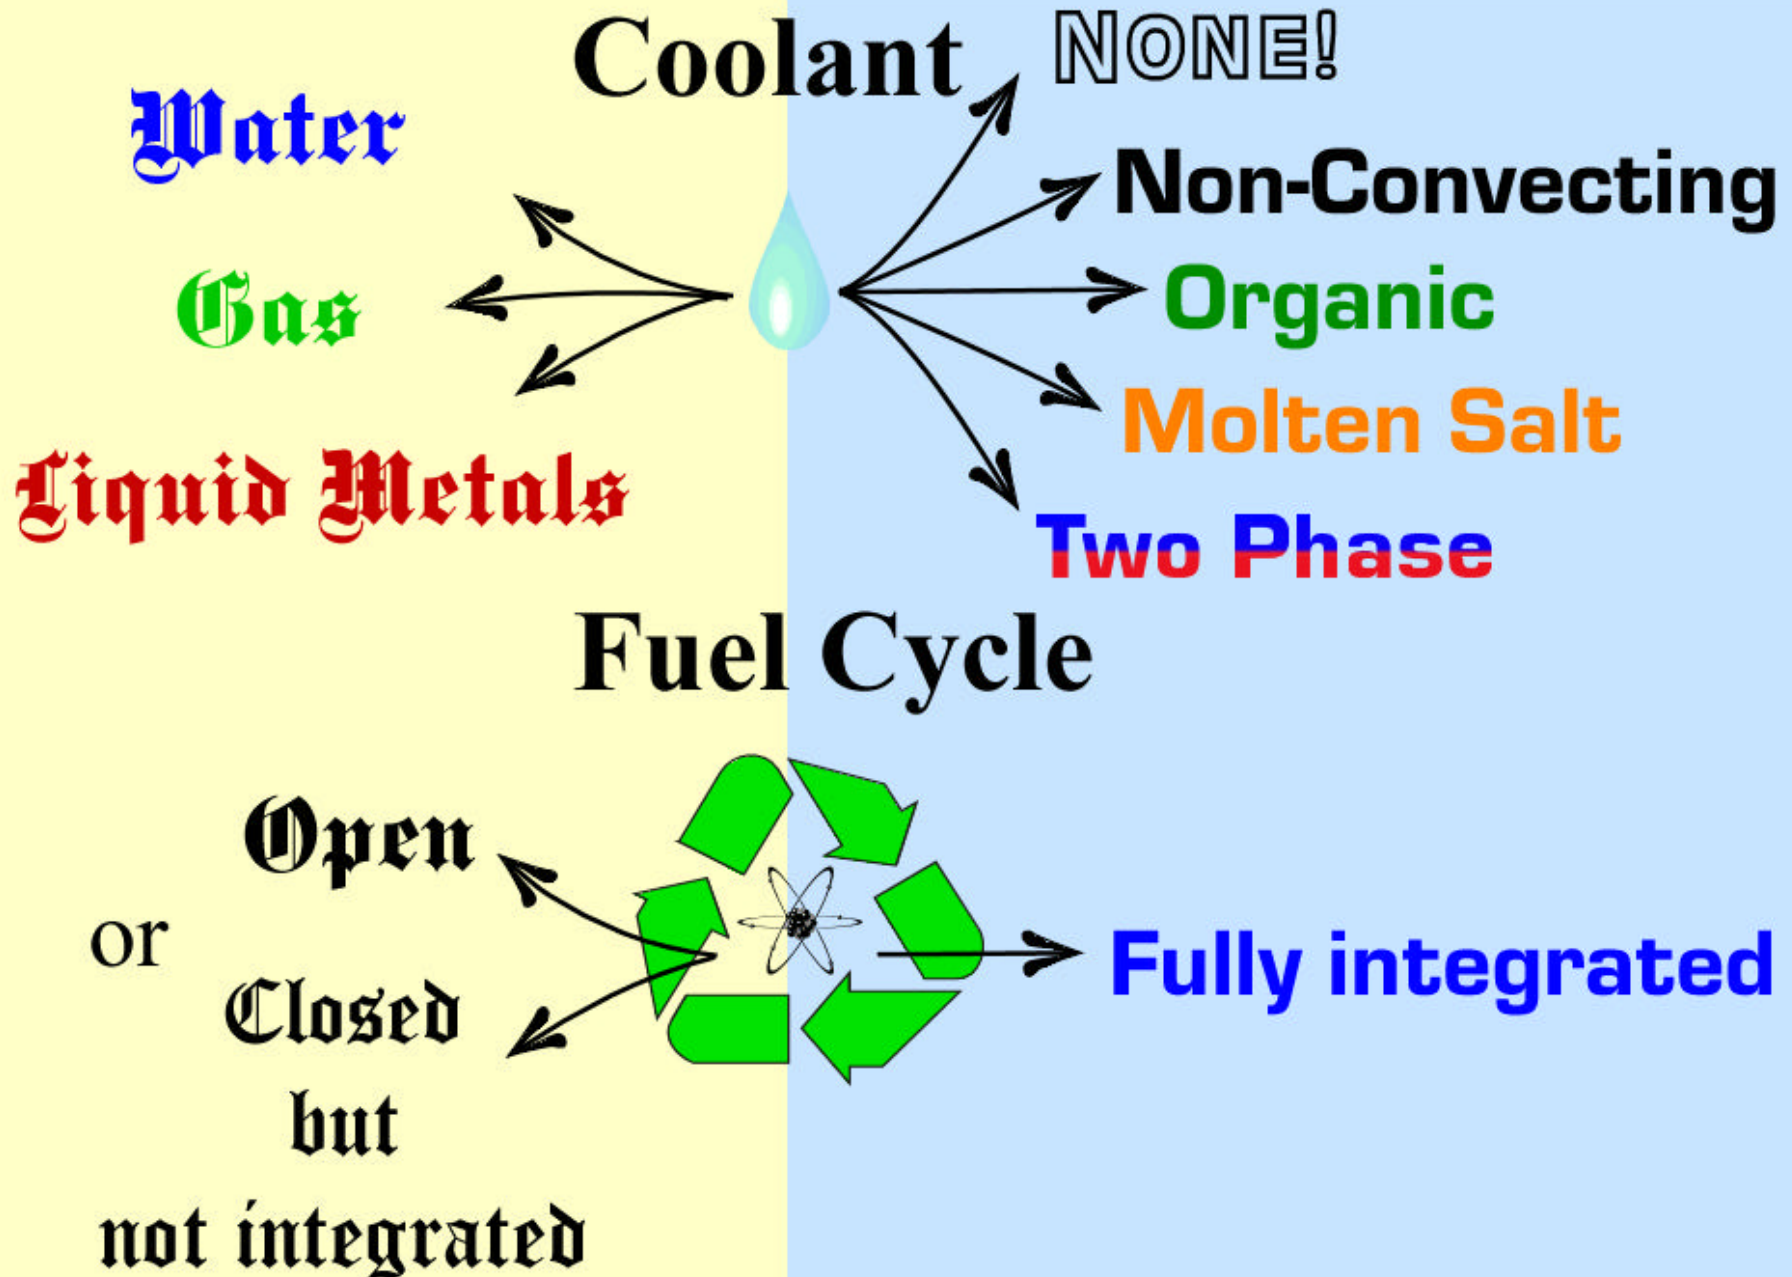 Coolant
Water
Gas
Liquid Metals
NONE!
Non-Convecting
Organic
Molten Salt
Two Phase
Fuel Cycle
Open
or
Closed
but
not integrated
Fully integrated